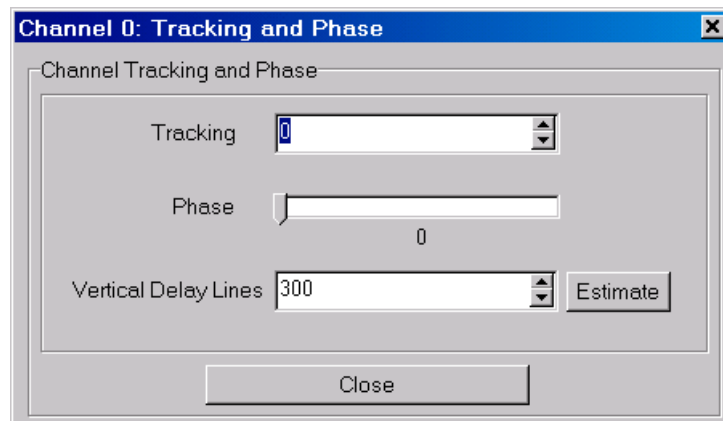 Channel 0: Tracking and Phase
Channel Tracking and Phase
Tracking 0
Phase
0
Vertical Delay Lines 300 Estimate
Close